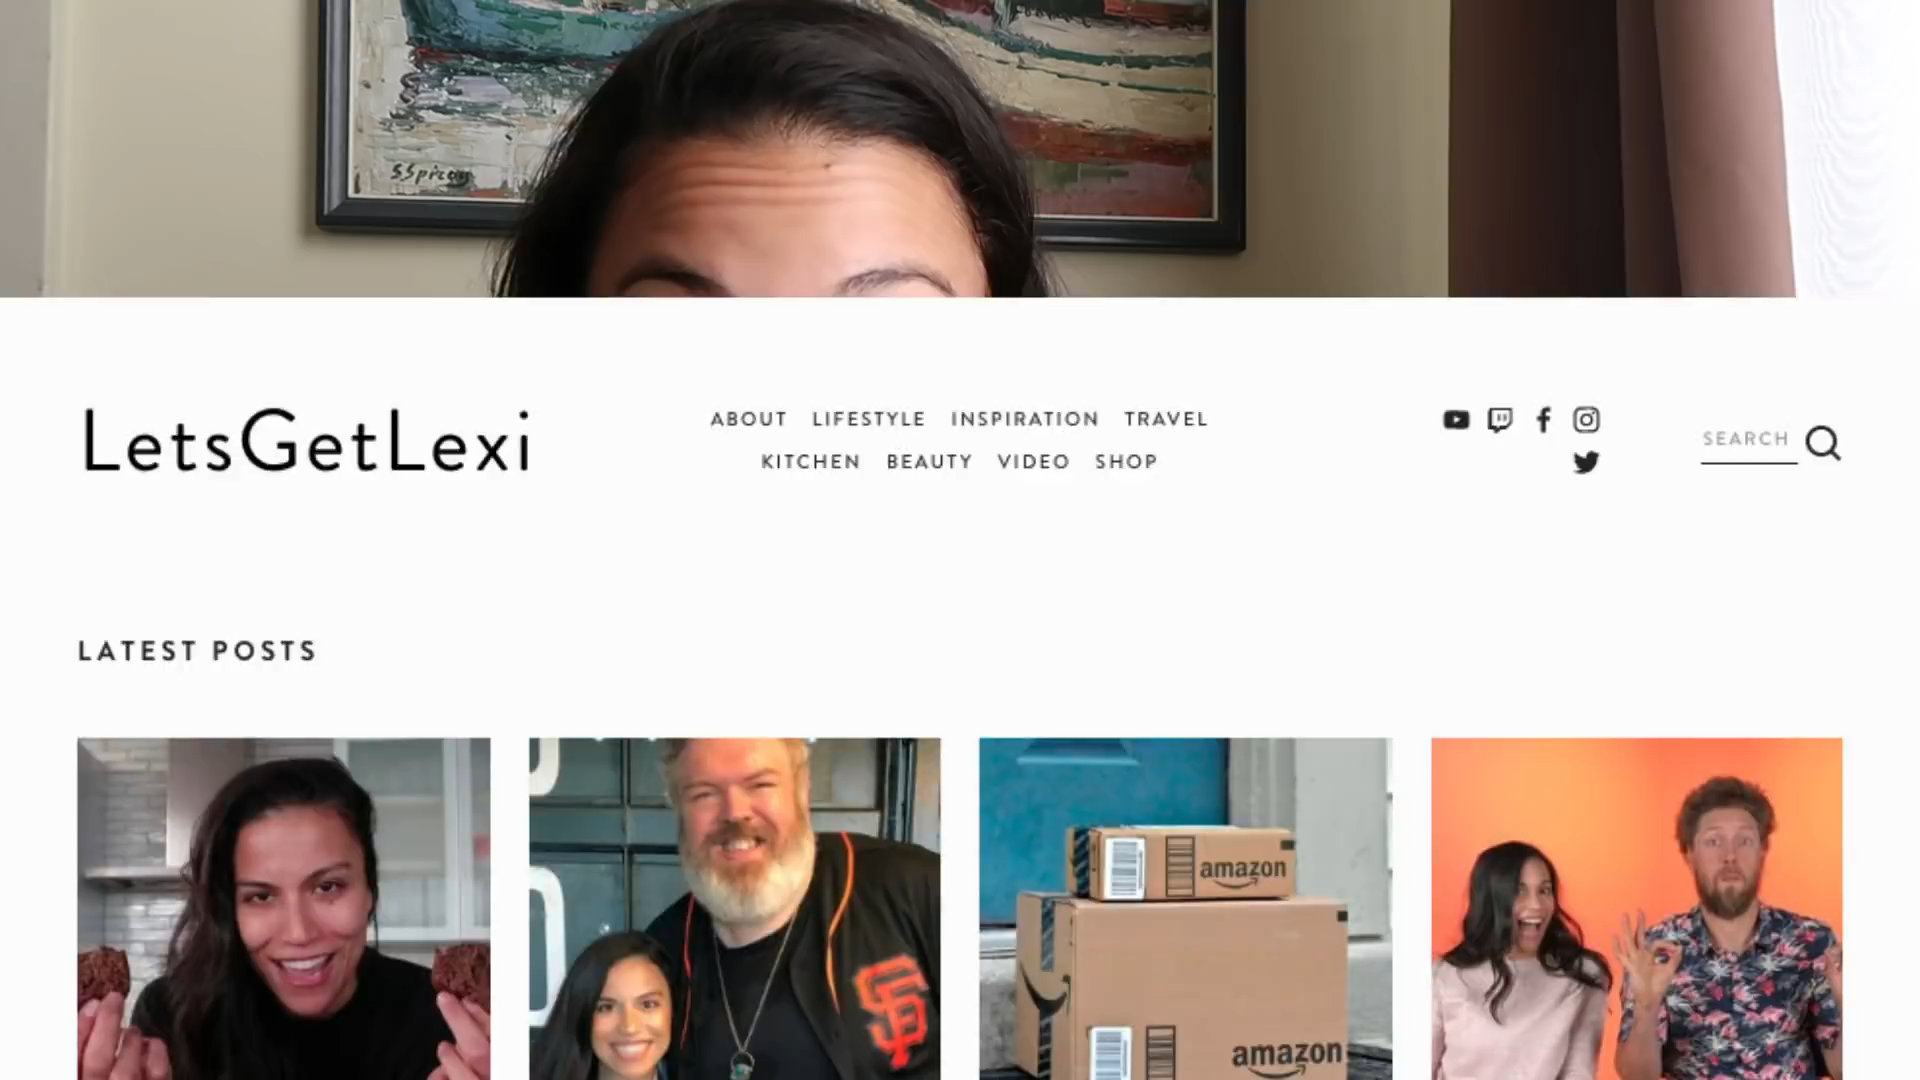 LetsGetLexi
ABOUT LIFESTYLE INSPIRATION TRAVEL
KITCHEN BEAUTY VIDEO SHOP
SEARCH
LATEST POSTS
amazon
amazon